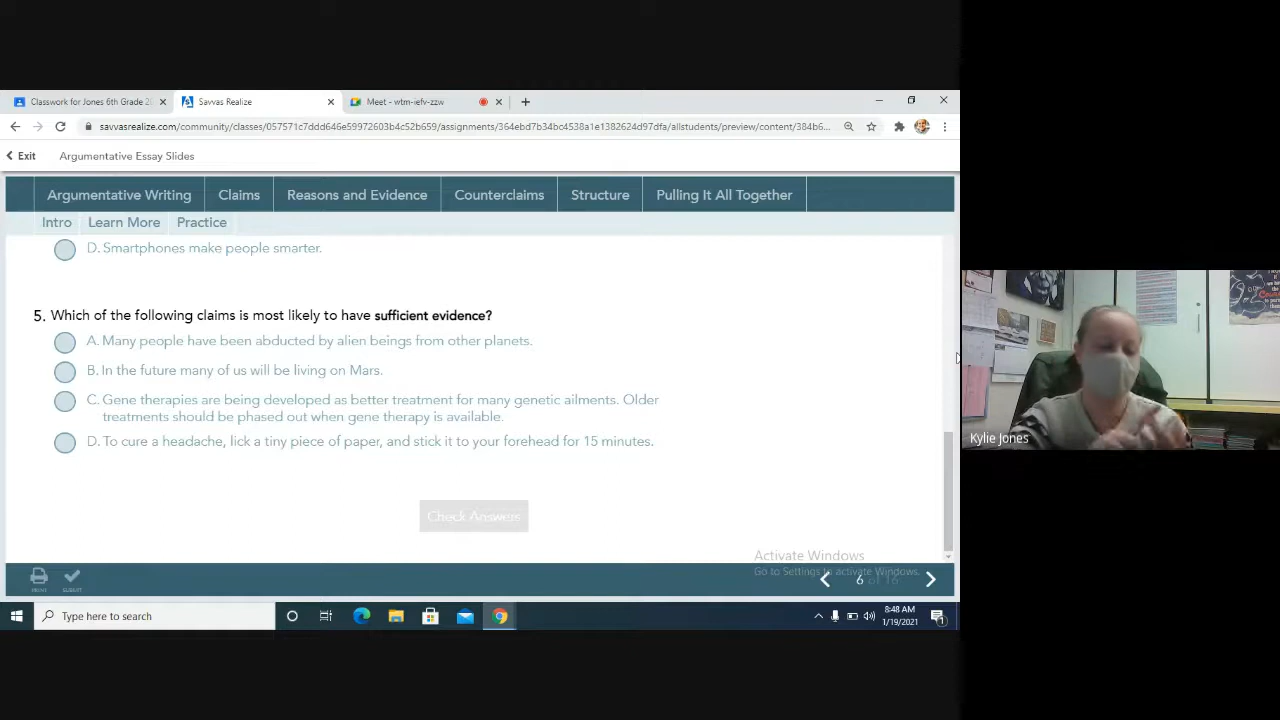 Classwork for Jones 6th Grade 2
Savvas Realize
Meet - wtm-iefv-zzw
savvasrealize.com/community/classes/057571c7ddd646e59972603b4c52b659/assignments/364ebd7b34bc4538a1e1382624d97dfa/allstudents/preview/content/384b6...
Exit
Argumentative Essay Slides
Argumentative Writing
Claims
Reasons and Evidence
Counterclaims
Structure
Pulling It All Together
Intro
Learn More
Practice
D. Smartphones make people smarter.
5. Which of the following claims is most likely to have sufficient evidence?
A. Many people have been abducted by alien beings from other planets.
B. In the future many of us will be living on Mars.
C. Gene therapies are being developed as better treatment for many genetic ailments. Older
treatments should be phased out when gene therapy is available.
D. To cure a headache, lick a tiny piece of paper, and stick it to your forehead for 15 minutes.
Check Answers
Activate Windows
Go to Settings to activate Windows.
PRINT
SUBMIT
6 of 16
Type here to search
8:48 AM
1/19/2021
1
Kylie Jones